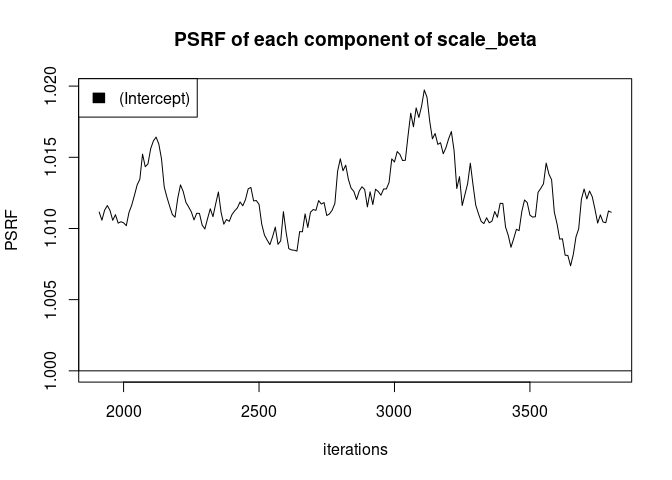 PSRF of each component of scale_beta
(Intercept)
1.020
1.015
1.010
1.005
1.000
PSRF
2000 2500 3000 3500
iterations